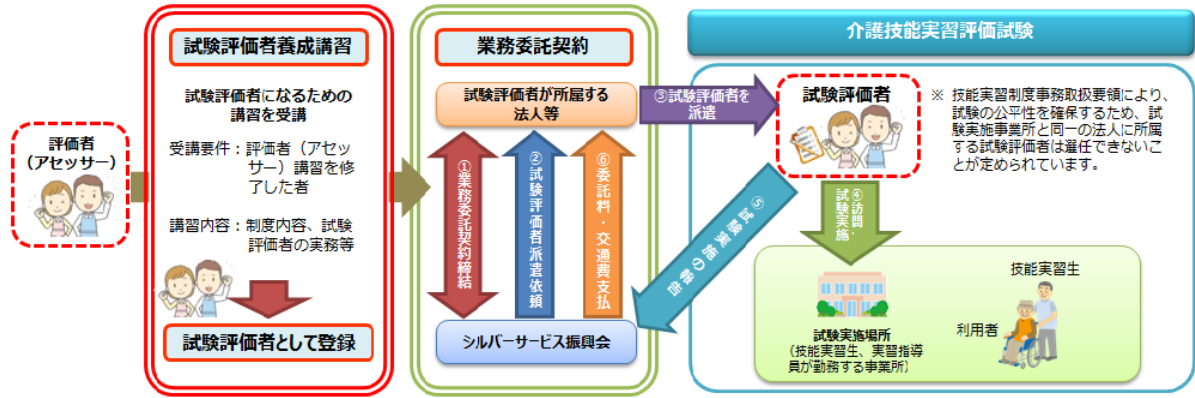 評価者
（アセッサー）
試験評価者養成講習
試験評価者になるための
講習を受講
受講要件：評価者（アセッ
サー）講習を修
了した者
講習内容：制度内容、試験
評価者の実務等
試験評価者として登録
業務委託契約
試験評価者が所属する
法人等
①業務委託契約締結
②試験評価者派遣依頼
⑥委託料・交通費支払
シルバーサービス振興会
介護技能実習評価試験
③試験評価者を
派遣
試験評価者
※ 技能実習制度事務取扱要領により、
試験の公平性を確保するため、試
験実施事業所と同一の法人に所属
する試験評価者は選任できないこ
とが定められています。
④訪問・
試験実施
⑤試験実施の報告
試験実施場所
（技能実習生、実習指導
員が勤務する事業所）
技能実習生
利用者